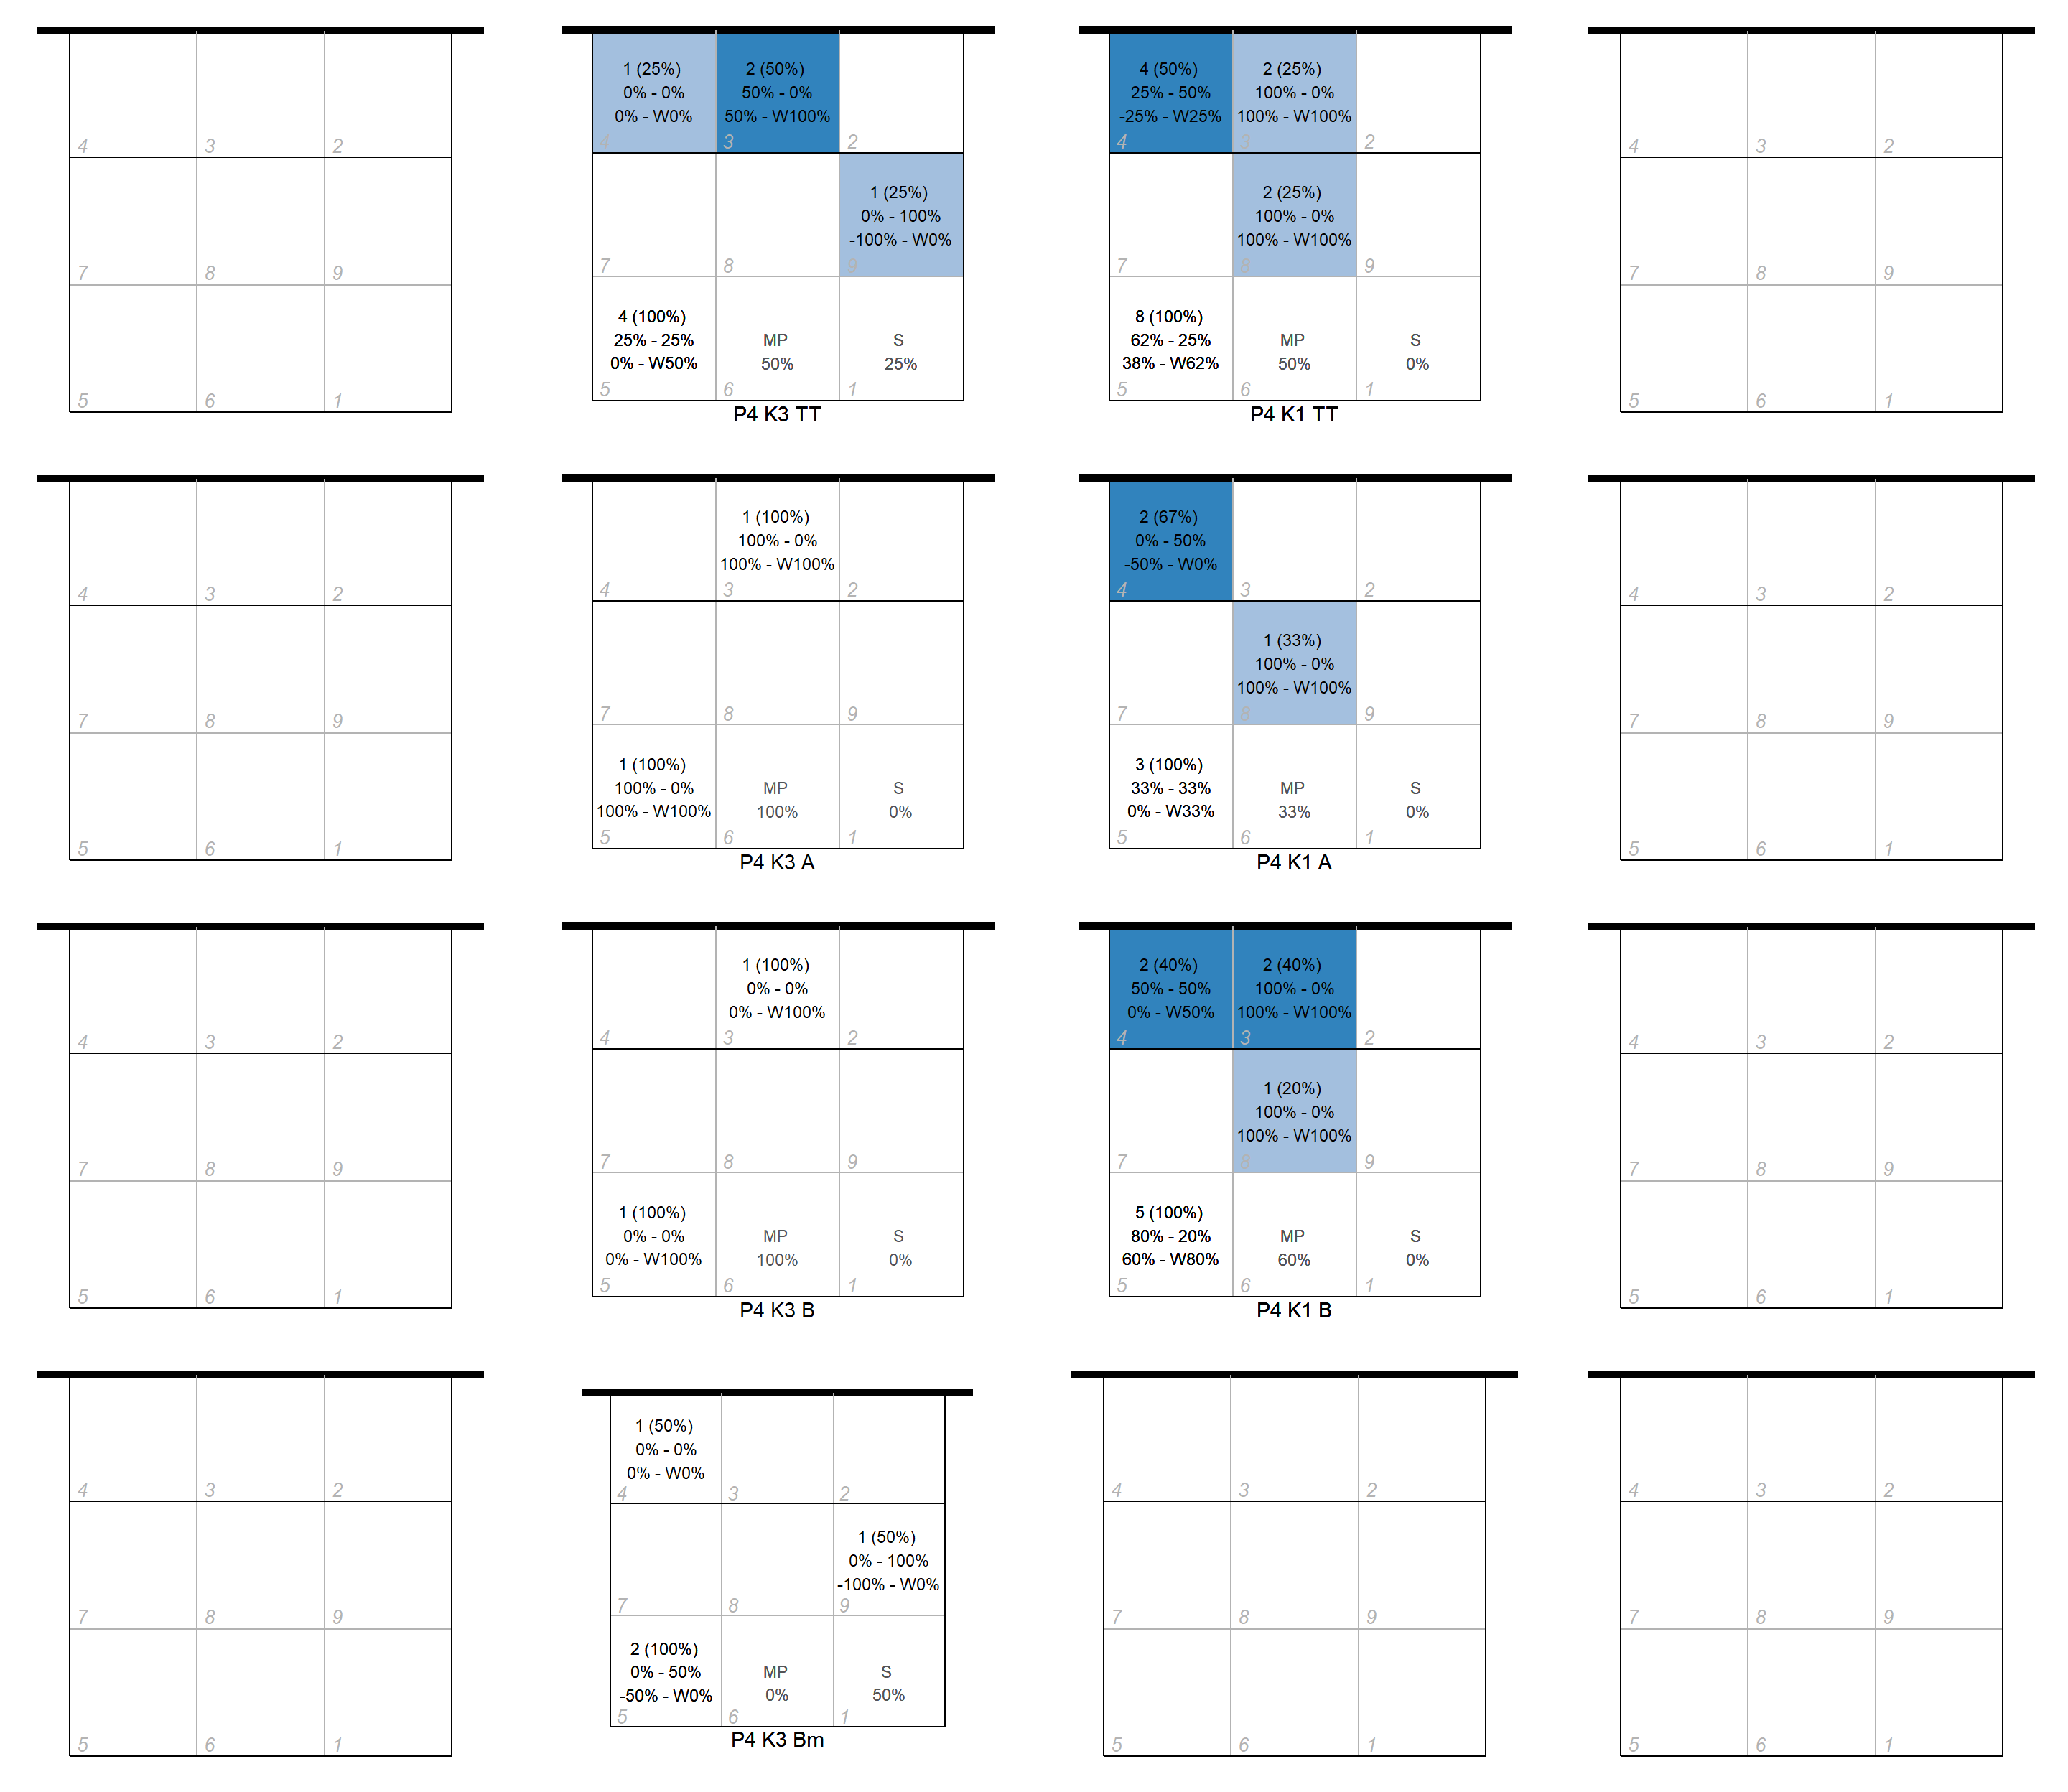 4 3 2
7 8 9
5 6 1
1 (25%)
0% - 0%
0% - W0%
4
2 (50%)
50% - 0%
50% - W100%
3
2
7
8
1 (25%)
0% - 100%
-100% - W0%
9
4 (100%)
25% - 25%
0% - W50%
5
MP
50%
6
S
25%
1
P4 K3 TT
4 (50%)
25% - 50%
-25% - W25%
4
2 (25%)
100% - 0%
100% - W100%
3
2
7
2 (25%)
100% - 0%
100% - W100%
8
9
8 (100%)
62% - 25%
38% - W62%
5
MP
50%
6
S
0%
1
P4 K1 TT
4 3 2
7 8 9
5 6 1
4 3 2
7 8 9
5 6 1
4
1 (100%)
100% - 0%
100% - W100%
3
2
7 8 9
1 (100%)
100% - 0%
100% - W100%
5
MP
100%
6
S
0%
1
P4 K3 A
2 (67%)
0% - 50%
-50% - W0%
4
3
2
7
1 (33%)
100% - 0%
100% - W100%
8
9
3 (100%)
33% - 33%
0% - W33%
5
MP
33%
6
S
0%
1
P4 K1 A
4 3 2
7 8 9
5 6 1
4 3 2
7 8 9
5 6 1
4
1 (100%)
0% - 0%
0% - W100%
3
2
7 8 9
1 (100%)
0% - 0%
0% - W100%
5
MP
100%
6
S
0%
1
P4 K3 B
2 (40%)
50% - 50%
0% - W50%
4
2 (40%)
100% - 0%
100% - W100%
3
2
7
1 (20%)
100% - 0%
100% - W100%
8
9
5 (100%)
80% - 20%
60% - W80%
5
MP
60%
6
S
0%
1
P4 K1 B
4 3 2
7 8 9
5 6 1
4 3 2
7 8 9
5 6 1
1 (50%)
0% - 0%
0% - W0%
4
3
2
7
8
1 (50%)
0% - 100%
-100% - W0%
9
2 (100%)
0% - 50%
-50% - W0%
5
MP
0%
6
S
50%
1
P4 K3 Bm
4 3 2
7 8 9
5 6 1
4 3 2
7 8 9
5 6 1